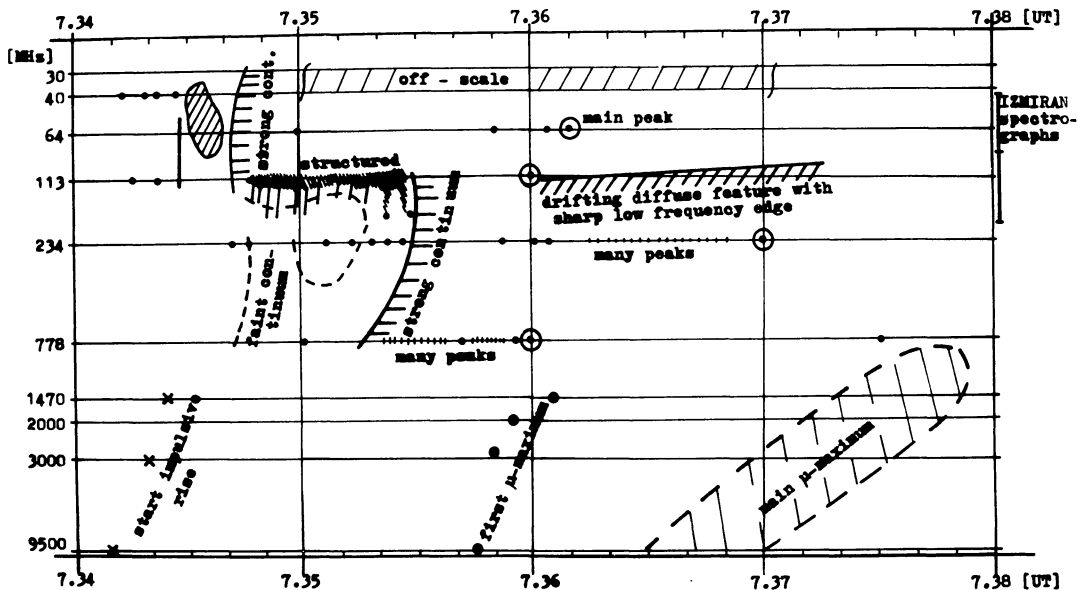 7.34 7.35 7.36 7.37 7.38 [UT]
[MHz]
30
40
64
113
234
778
1470
2000
3000
9500
strong cont.
off - scale
main peak
IZMIRAN
spectro-
graphs
structured
drifting diffuse feature with
sharp low frequency edge
strong continuum
faint con-
tinuum
many peaks
many peaks
start impulsive
rise
first μ-maximum
main μ-maximum
7.34 7.35 7.36 7.37 7.38 [UT]